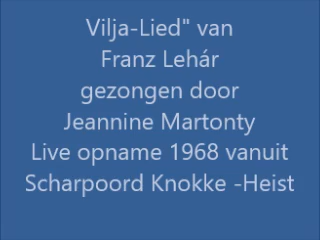 Vilja-Lied" van
Franz Lehár
gezongen door
Jeannine Martonty
Live opname 1968 vanuit
Scharpoord Knokke -Heist